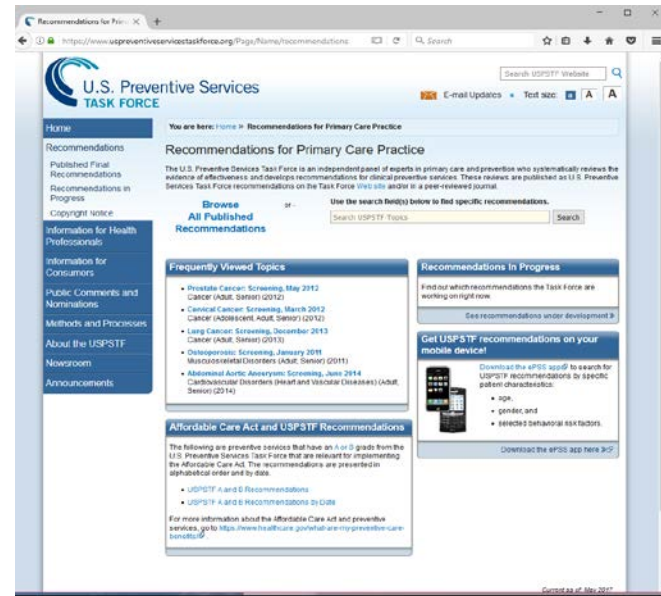 Recommendations for Prim
https://www.uspreventiveservicestaskforce.org/Page/Name/recommendations
Search
U.S. Preventive Services
TASK FORCE
Search USPSTF Website
E-mail Updates
Text size:
A
A
Home
Recommendations
Published Final
Recommendations
Recommendations in
Progress
Copyright Notice
Information for Health
Professionals
Information for
Consumers
Public Comments and
Nominations
Methods and Processes
About the USPSTF
Newsroom
Announcements
You are here: Home » Recommendations for Primary Care Practice
Recommendations for Primary Care Practice
The U.S. Preventive Services Task Force is an independent panel of experts in primary care and prevention who systematically reviews the
evidence of effectiveness and develops recommendations for clinical preventive services. These reviews are published as U.S. Preventive
Services Task Force recommendations on the Task Force Web site and/or in a peer-reviewed journal.
Browse
All Published
Recommendations
or -
Use the search field(s) below to find specific recommendations.
Search USPSTF Topics
Search
Frequently Viewed Topics
• Prostate Cancer: Screening, May 2012
Cancer (Adult, Senior) (2012)
• Cervical Cancer: Screening, March 2012
Cancer (Adolescent, Adult, Senior) (2012)
• Lung Cancer: Screening, December 2013
Cancer (Adult, Senior) (2013)
• Osteoporosis: Screening, January 2011
Musculoskeletal Disorders (Adult, Senior) (2011)
• Abdominal Aortic Aneurysm: Screening, June 2014
Cardiovascular Disorders (Heart and Vascular Diseases) (Adult,
Senior) (2014)
Affordable Care Act and USPSTF Recommendations
The following are preventive services that have an A or B grade from the
U.S. Preventive Services Task Force that are relevant for implementing
the Affordable Care Act. The recommendations are presented in
alphabetical order and by date.
• USPSTF A and B Recommendations
• USPSTF A and B Recommendations by Date
For more information about the Affordable Care Act and preventive
services, go to https://www.healthcare.gov/what-are-my-preventive-care-
benefits/
Recommendations In Progress
Find out which recommendations the Task Force are
working on right now.
See recommendations under development »
Get USPSTF recommendations on your
mobile device!
Download the ePSS app to search for
USPSTF recommendations by specific
patient characteristics:
• age,
• gender, and
• selected behavioral risk factors.
Download the ePSS app here »
Current as of: May 2017